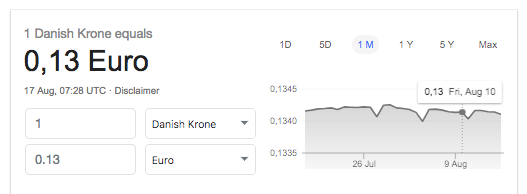 1 Danish Krone equals
0,13 Euro
17 Aug, 07:28 UTC · Disclaimer
1 Danish Krone
0.13 Euro
1D 5D 1 M 1 Y 5 Y Max
0,13 Fri, Aug 10
0,1345
0,1340
0,1335
26 Jul 9 Aug